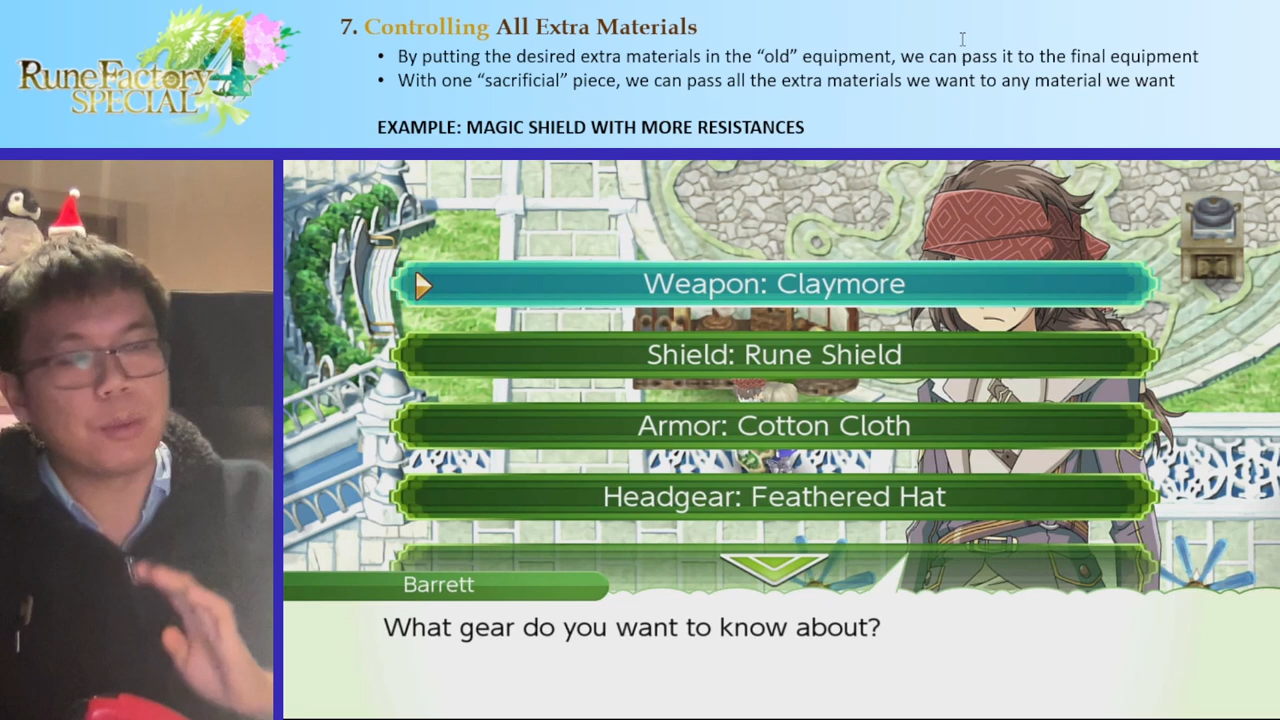 RuneFactory 4
SPECIAL
7. Controlling All Extra Materials
• By putting the desired extra materials in the “old” equipment, we can pass it to the final equipment
• With one “sacrificial” piece, we can pass all the extra materials we want to any material we want
EXAMPLE: MAGIC SHIELD WITH MORE RESISTANCES
Weapon: Claymore
Shield: Rune Shield
Armor: Cotton Cloth
Headgear: Feathered Hat
Barrett
What gear do you want to know about?